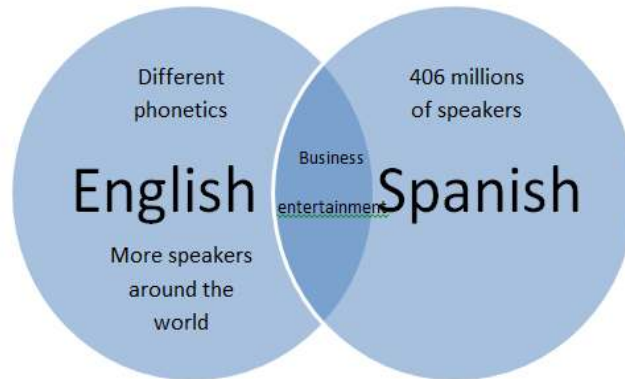 Different
phonetics
English
More speakers
around the
world
Business
entertainment
406 millions
of speakers
Spanish